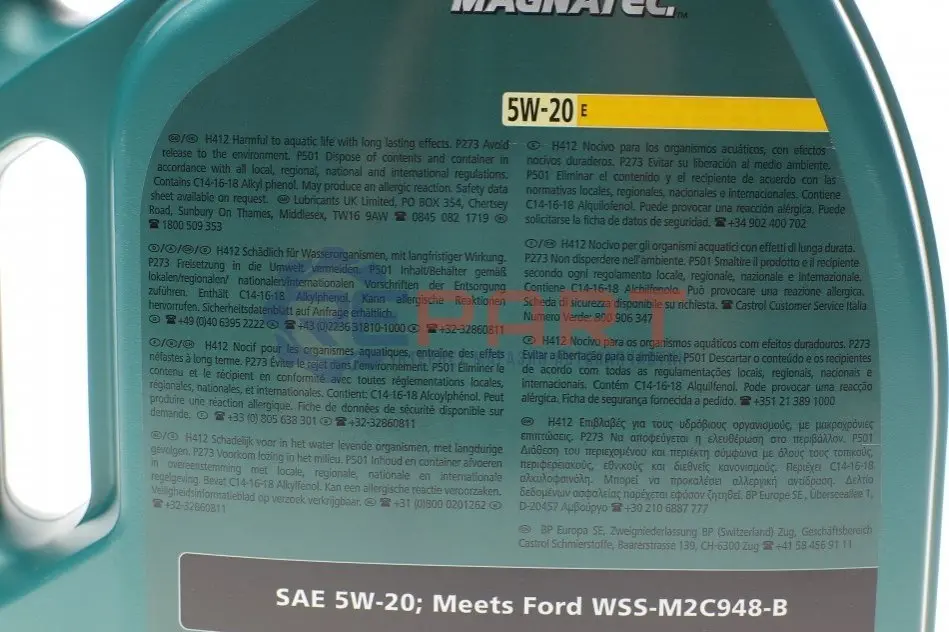 MAGNATEC.™
5W-20 E
H412 Harmful to aquatic life with long lasting effects. P273 Avoid
release to the environment. P501 Dispose of contents and container in
accordance with all local, regional, national and international regulations.
Contains C14-16-18 Alkyl phenol. May produce an allergic reaction. Safety data
sheet available on request. Lubricants UK Limited, PO BOX 354, Chertsey
Road, Sunbury On Thames, Middlesex, TW16 9AW ☎ 0845 082 1719
☎ 1800 509 353
H412 Schädlich für Wasserorganismen, mit langfristiger Wirkung.
P273 Freisetzung in die Umwelt vermeiden. P501 Inhalt/Behälter gemäß
lokalen/regionalen/ nationalen/internationalen Vorschriften der Entsorgung
zuführen. Enthält C14-16-18 Alkylphenol. Kann allergische Reaktionen
hervorrufen. Sicherheitsdatenblatt auf Anfrage erhältlich.
☎ +49(0)40 6395 2222 ☎ +43(0)2236 31810-1000 ☎ +32-32860811
H412 Nocif pour les organismes aquatiques, entraîne des effets
néfastes à long terme. P273 Éviter le rejet dans l'environnement. P501 Éliminer le
contenu et le récipient en conformité avec toutes réglementations locales,
régionales, nationales, et internationales. Contient: C14-16-18 Alcoylphénol. Peut
produire une réaction allergique. Fiche de données de sécurité disponible sur
demande. ☎ +33 (0) 805 638 301 ☎ +32-32860811
H412 Schadelijk voor in het water levende organismen, met langdurige
gevolgen. P273 Voorkom lozing in het milieu. P501 Inhoud en container afvoeren
in overeenstemming met locale, regionale, nationale en internationale
regelgeving. Bevat C14-16-18 Alkylfenol. Kan een allergische reactie veroorzaken.
Veiligheidsinformatieblad op verzoek verkrijgbaar. ☎ +31 (0)800 0201262
☎ +32-32860811
H412 Nocivo para los organismos acuáticos, con efectos
nocivos duraderos. P273 Evitar su liberación al medio ambiente.
P501 Eliminar el contenido y el recipiente de acuerdo con las
normativas locales, regionales, nacionales e internacionales. Contiene
C14-16-18 Alquilofenol. Puede provocar una reacción alérgica. Puede
solicitarse la ficha de datos de seguridad. ☎ +34 902 400 702
H412 Nocivo per gli organismi acquatici con effetti di lunga durata.
P273 Non disperdere nell'ambiente. P501 Smaltire il prodotto e il recipiente
secondo ogni regolamento locale, regionale, nazionale e Internazionale.
Contiene C14-16-18 Alchilfenolo. Può provocare una reazione allergica.
Scheda di sicurezza disponibile su richiesta. ☎ Castrol Customer Service Italia
Numero Verde: 800 906 347
H412 Nocivo para os organismos aquáticos com efeitos duradouros. P273
Evitar a libertação para o ambiente. P501 Descartar o conteúdo e os recipientes
de acordo com todas as regulamentações locais, regionais, nacionais e
internacionais. Contém C14-16-18 Alquilfenol. Pode provocar uma reacção
alérgica. Ficha de segurança fornecida a pedido. ☎ +351 21 389 1000
H412 Επιβλαβές για τους υδρόβιους οργανισμούς, με μακροχρόνιες
επιπτώσεις. P273 Να αποφεύγεται η ελευθέρωση στο περιβάλλον. P501
Διάθεση του περιεχομένου και περιέκτη σύμφωνα με όλους τους τοπικούς,
περιφερειακούς, εθνικούς και διεθνείς κανονισμούς. Περιέχει C14-16-18
αλκυλοφαινόλη. Μπορεί να προκαλέσει αλλεργική αντίδραση. Δελτίο
δεδομένων ασφαλείας παρέχεται εφόσον ζητηθεί. BP Europe SE., Überseeallee 1,
D-20457 Αμβούργο ☎ +30 210 6887 777
BP Europa SE, Zweigniederlassung BP (Switzerland) Zug, Geschäftsbereich
Castrol Schmierstoffe, Baarerstrasse 139, CH-6300 Zug ☎ +41 58 456 91 11
EPART
SAE 5W-20; Meets Ford WSS-M2C948-B